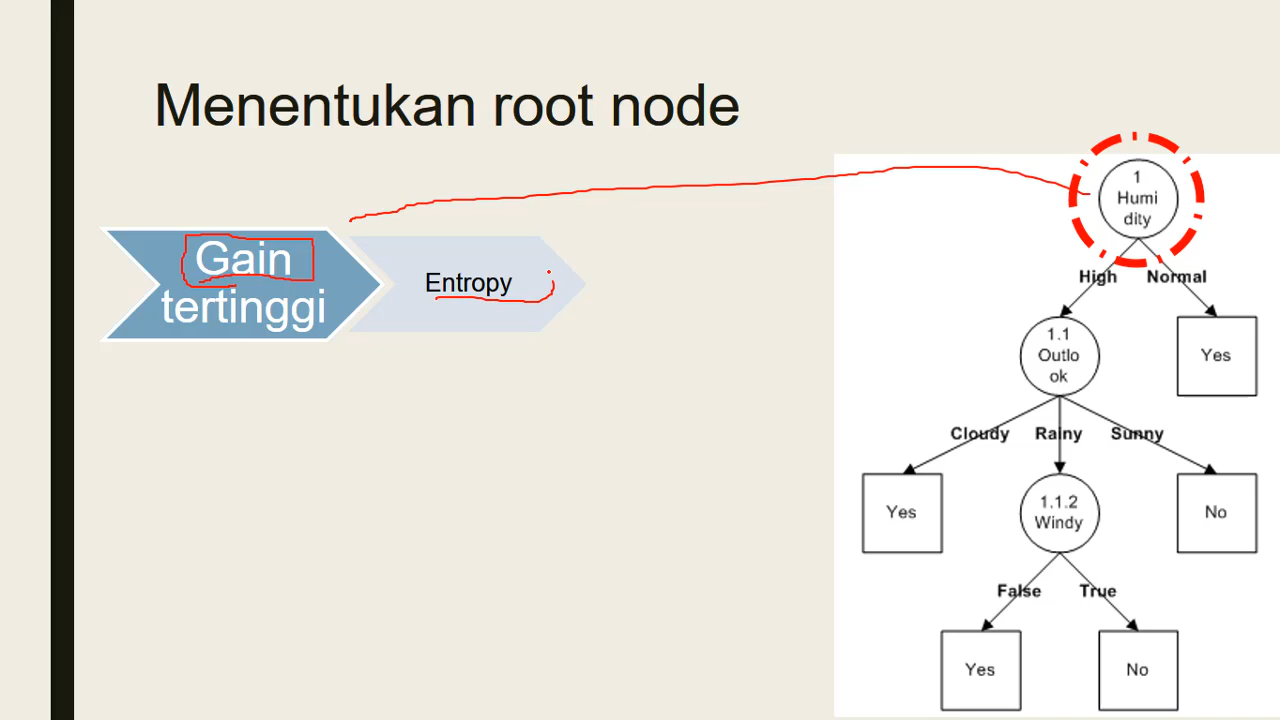 Menentukan root node
Gain
tertinggi
Entropy
1
Humi
dity
High
Normal
1.1
Outlo
ok
Yes
Cloudy
Rainy
Sunny
Yes
1.1.2
Windy
No
False
True
Yes
No